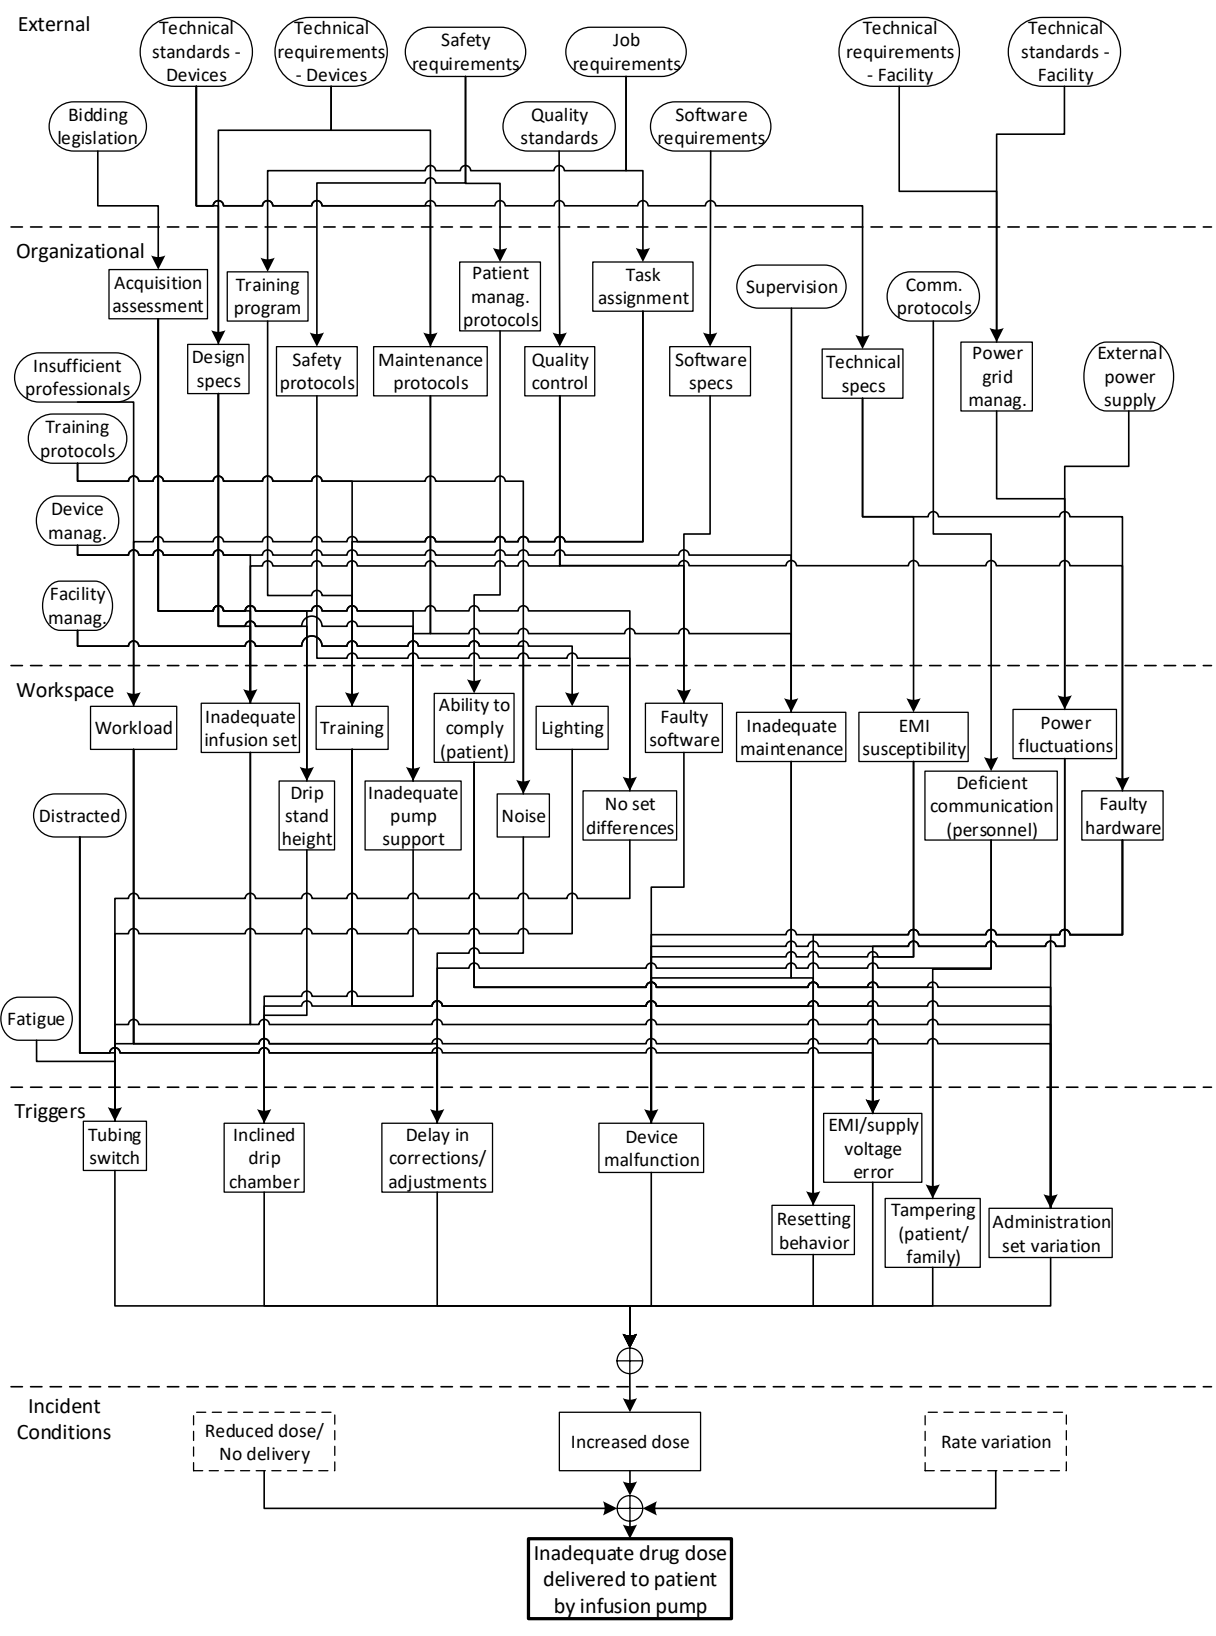 External
Technical
standards -
Devices
Technical
requirements
- Devices
Safety
requirements
Job
requirements
Technical
requirements
- Facility
Technical
standards -
Facility
Bidding
legislation
Quality
standards
Software
requirements
Organizational
Acquisition
assessment
Training
program
Patient
manag.
protocols
Task
assignment
Supervision
Comm.
protocols
Insufficient
professionals
Design
specs
Safety
protocols
Maintenance
protocols
Quality
control
Software
specs
Technical
specs
Power
grid
manag.
External
power
supply
Training
protocols
Device
manag.
Facility
manag.
Workspace
Workload
Inadequate
infusion set
Training
Ability to
comply
(patient)
Lighting
Faulty
software
Inadequate
maintenance
EMI
susceptibility
Power
fluctuations
Distracted
Drip
stand
height
Inadequate
pump
support
Noise
No set
differences
Deficient
communication
(personnel)
Faulty
hardware
Fatigue
Triggers
Tubing
switch
Inclined
drip
chamber
Delay in
corrections/
adjustments
Device
malfunction
EMI/supply
voltage
error
Resetting
behavior
Tampering
(patient/
family)
Administration
set variation
Incident
Conditions
Reduced dose/
No delivery
Increased dose
Rate variation
Inadequate drug dose
delivered to patient
by infusion pump